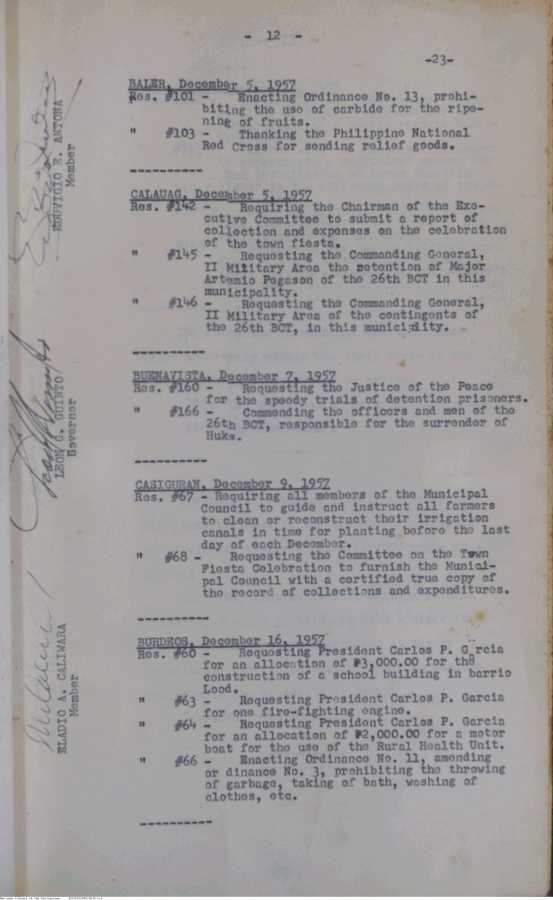 - 12 -
-23-
BALER, December 5, 1957
Res. #101 - Enacting Ordinance No. 13, prohi-
biting the use of carbide for the ripe-
ning of fruits.
" #103 - Thanking the Philippine National
Red Cross for sending relief goods.
----------
CALAUAG, December 5, 1957
Res. #142 - Requiring the Chairman of the Exe-
cutive Committee to submit a report of
collection and expenses on the celebration
of the town fiesta.
" #145 - Requesting the Commanding General,
II Military Area the retention of Major
Artemio Pegason of the 26th BCT in this
municipality.
" #146 - Requesting the Commanding General,
II Military Area of the contingents of
the 26th BCT, in this municiplity.
----------
BUENAVISTA, December 7, 1957
Res. #160 - Requesting the Justice of the Peace
for the speedy trials of detention prisoners.
" #166 - Commending the officers and men of the
26th BCT, responsible for the surrender of
Huks.
----------
CASIGURAN, December 9, 1957
Res. #67 - Requiring all members of the Municipal
Council to guide and instruct all farmers
to clean or reconstruct their irrigation
canals in time for planting before the last
day of each December.
" #68 - Requesting the Committee on the Town
Fiesta Celebration to furnish the Munici-
pal Council with a certified true copy of
the record of collections and expenditures.
----------
BURDEOS, December 16, 1957
Res. #60 - Requesting President Carlos P. G rcia
for an allocation of ₱3,000.00 for the
construction of a school building in barrio
Lood.
" #63 - Requesting President Carlos P. Garcia
for one fire-fighting engine.
" #64 - Requesting President Carlos P. Garcia
for an allocation of ₱2,000.00 for a motor
boat for the use of the Rural Health Unit.
" #66 - Enacting Ordinance No. 11, amending
or dinance No. 3, prohibiting the throwing
of garbage, taking of bath, washing of
clothes, etc.
----------
EDUVIGIO E. ANTONA
Member
LEON G. GUINTO
Governor
ELADIO A. CALIWARA
Member